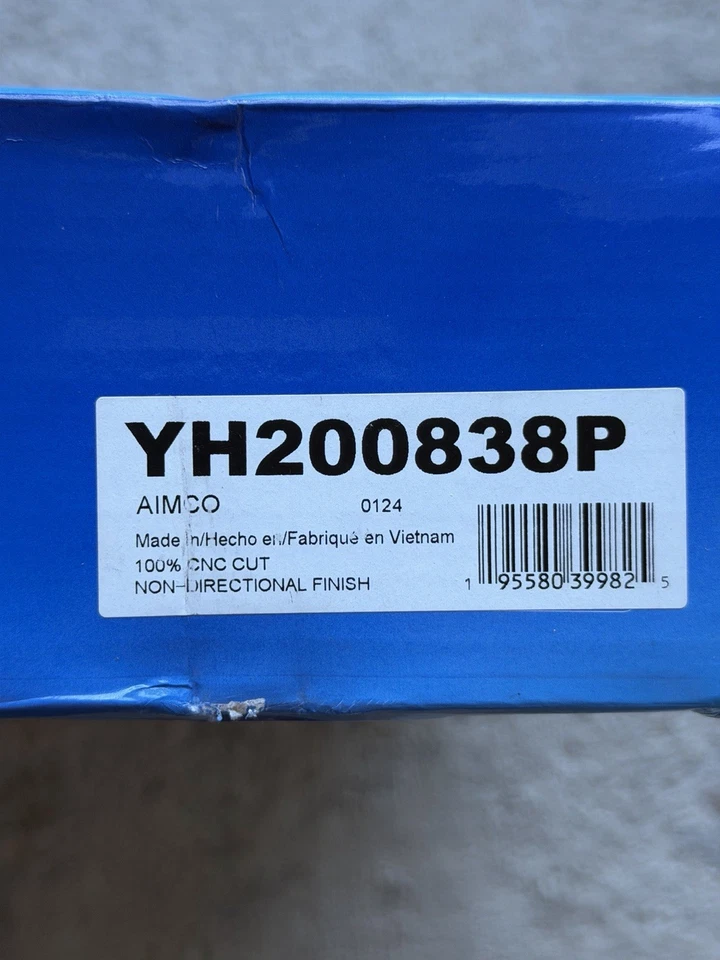 YH200838P
AIMCO 0124
Made in/Hecho en/Fabriqué en Vietnam
100% CNC CUT
NON-DIRECTIONAL FINISH
1 95580 39982 5